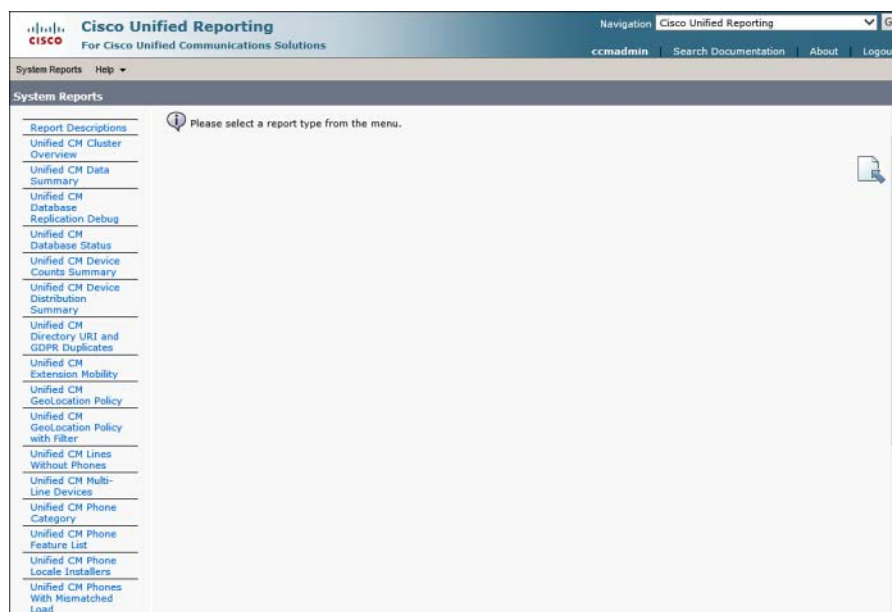 CISCO
Cisco Unified Reporting
For Cisco Unified Communications Solutions
Navigation Cisco Unified Reporting G
ccmadmin Search Documentation About Logou
System Reports Help
System Reports
Please select a report type from the menu.
Report Descriptions
Unified CM Cluster
Overview
Unified CM Data
Summary
Unified CM
Database
Replication Debug
Unified CM
Database Status
Unified CM Device
Counts Summary
Unified CM Device
Distribution
Summary
Unified CM
Directory URI and
GDPR Duplicates
Unified CM
Extension Mobility
Unified CM
GeoLocation Policy
Unified CM
GeoLocation Policy
with Filter
Unified CM Lines
Without Phones
Unified CM Multi-
Line Devices
Unified CM Phone
Category
Unified CM Phone
Feature List
Unified CM Phone
Locale Installers
Unified CM Phones
With Mismatched
Load